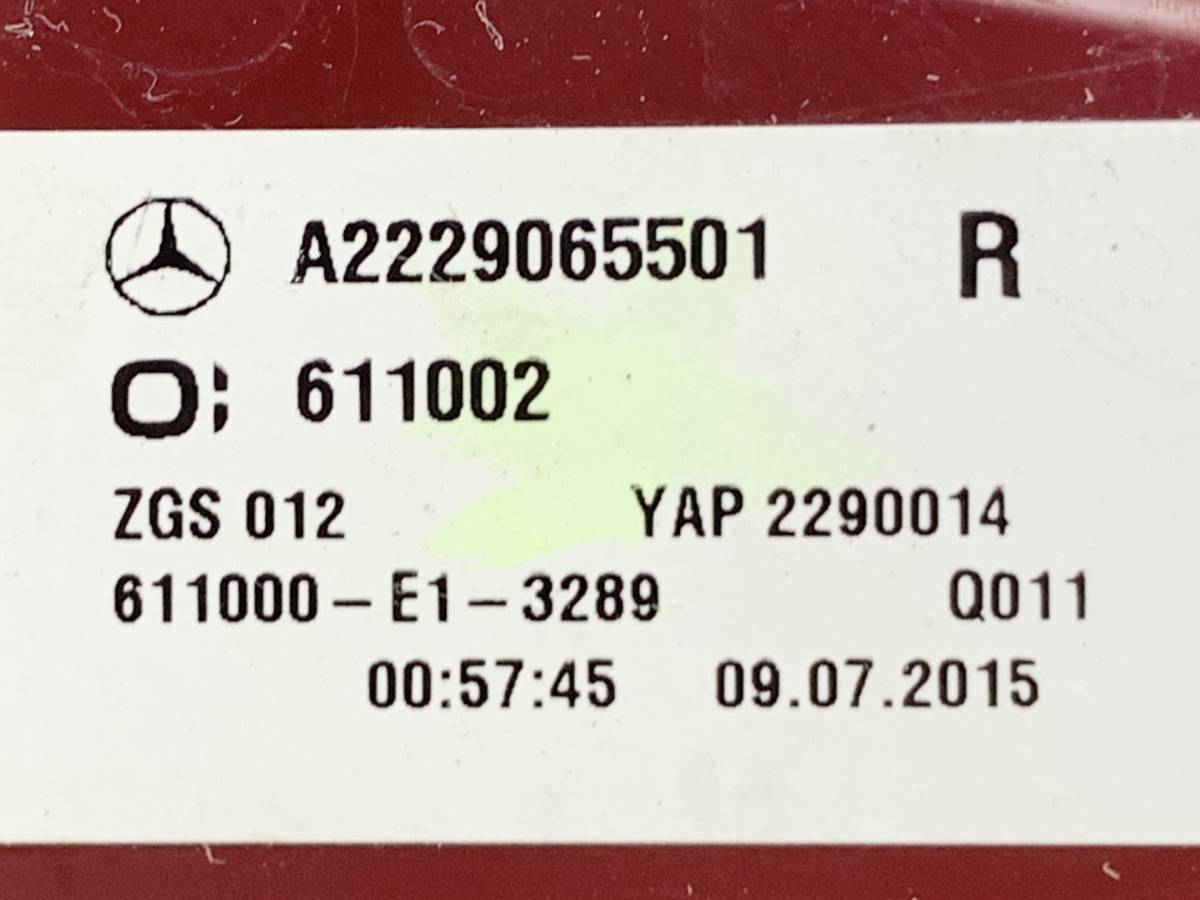 A2229065501 R
611002
ZGS 012 YAP 2290014
611000-E1-3289 Q011
00:57:45 09.07.2015